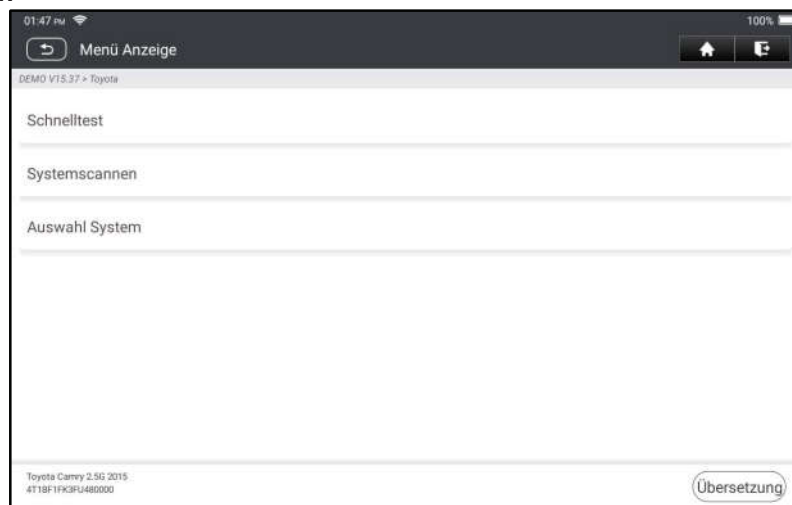 01:47 PM 100%
Menü Anzeige
DEMO V15.37 > Toyota
Schnelltest
Systemscannen
Auswahl System
Toyota Camry 2.5G 2015
4T1BF1FK3FU480000
Übersetzung